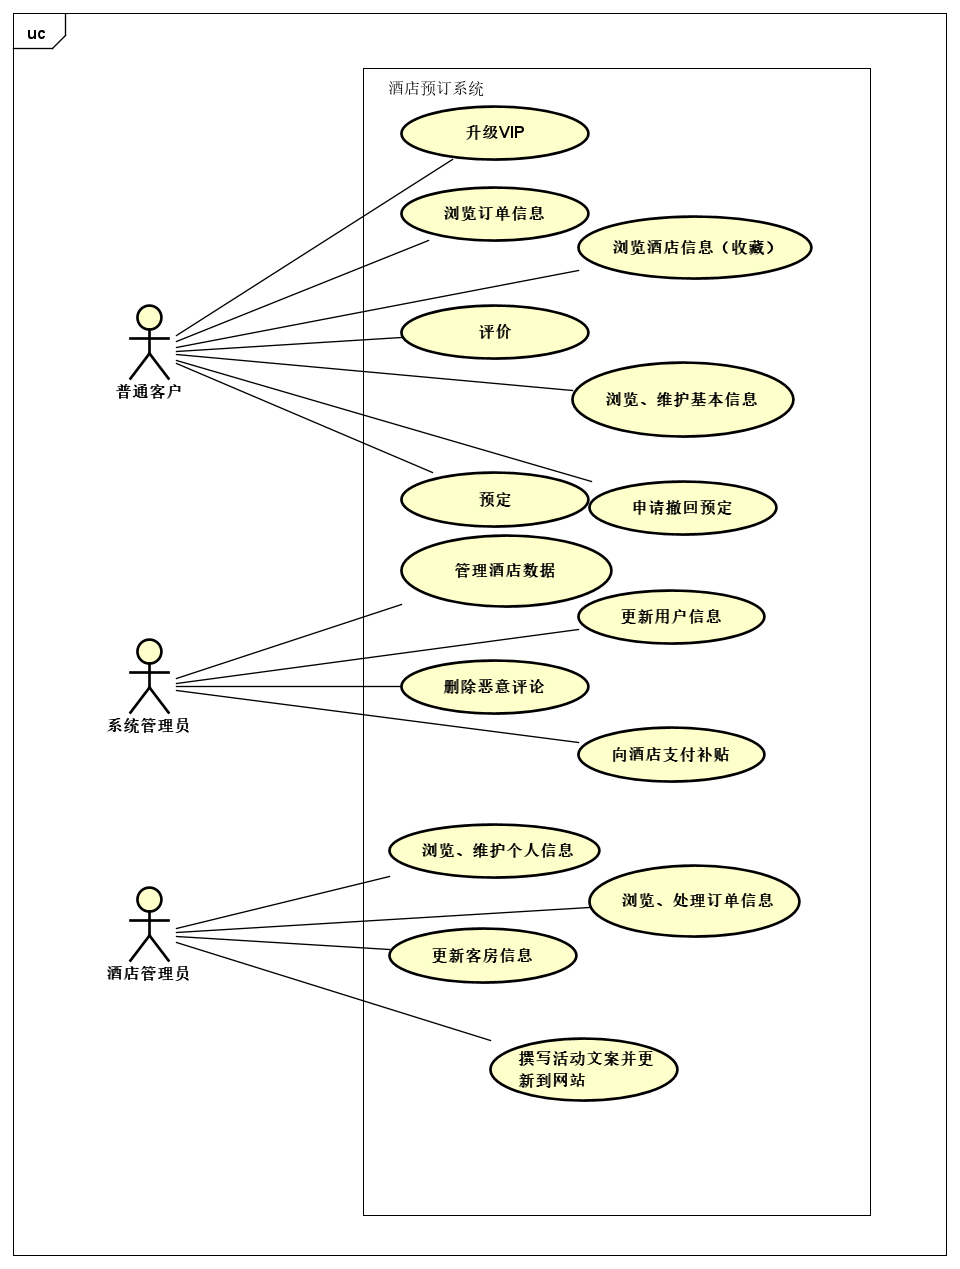 uc
酒店预订系统
升级VIP
浏览订单信息
浏览酒店信息（收藏）
评价
普通客户
浏览、维护基本信息
预定
申请撤回预定
管理酒店数据
更新用户信息
删除恶意评论
系统管理员
向酒店支付补贴
浏览、维护个人信息
浏览、处理订单信息
更新客房信息
酒店管理员
撰写活动文案并更
新到网站